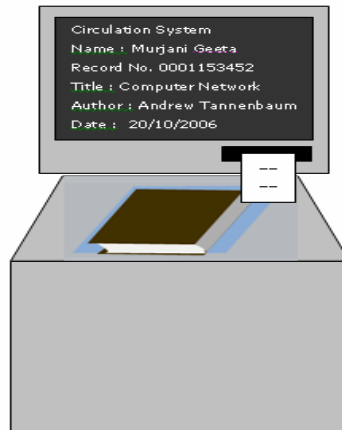 Circulation System
Name : Murjani Geeta
Record No. 0001153452
Title : Computer Network
Author : Andrew Tannenbaum
Date : 20/10/2006